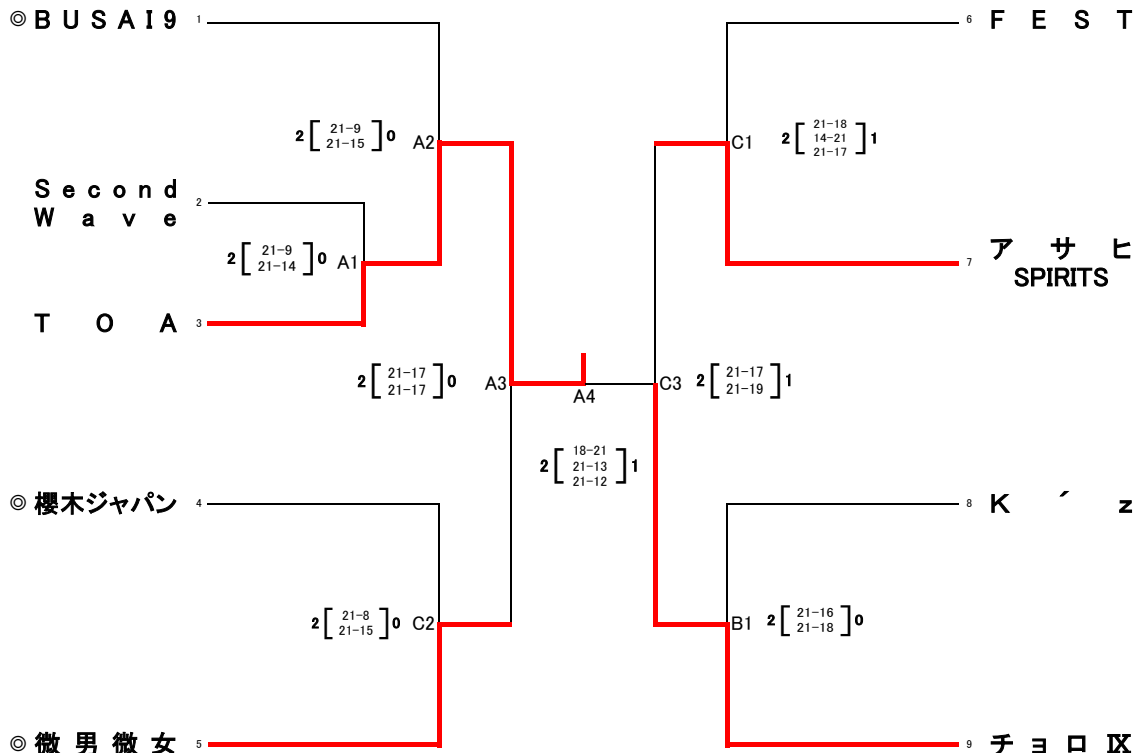 ◎ BUSAI9 1
6 FEST
2 [ 21-9 ] 0 A2
21-15
C1 2 [ 21-18 ] 1
14-21
21-17
Second
Wave 2
2 [ 21-9 ] 0 A1
21-14
7 アサヒ
SPIRITS
TOA 3
2 [ 21-17 ] 0 A3
21-17
A4
C3 2 [ 21-17 ] 1
21-19
2 [ 18-21 ] 1
21-13
21-12
◎ 櫻木ジャパン 4
8 K´z
2 [ 21-8 ] 0 C2
21-15
B1 2 [ 21-16 ] 0
21-18
◎ 微男微女 5
9 チョロⅨ